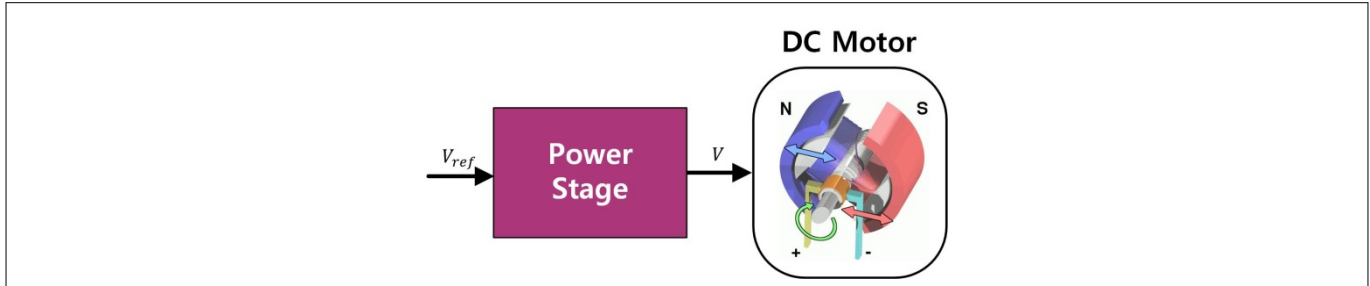 DC Motor
N S
V_ref
Power
Stage
V
+ -